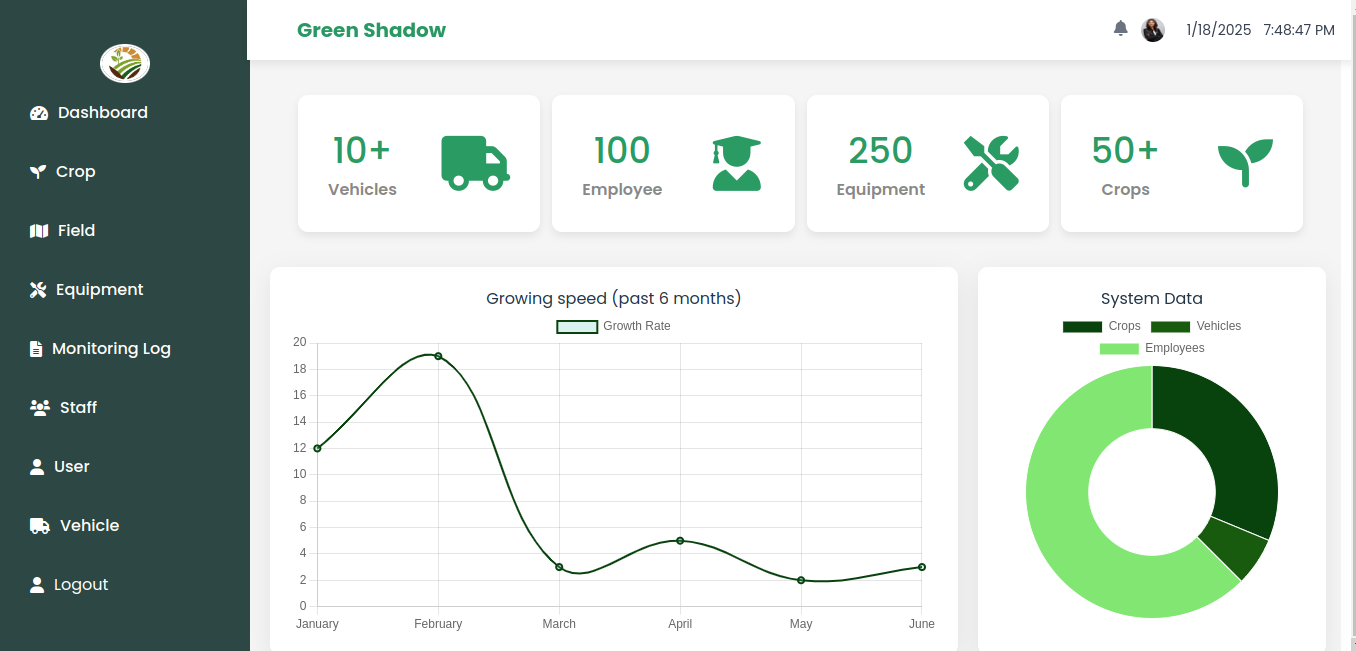 Green Shadow
1/18/2025 7:48:47 PM
Dashboard
Crop
Field
Equipment
Monitoring Log
Staff
User
Vehicle
Logout
10+
Vehicles
100
Employee
250
Equipment
50+
Crops
Growing speed (past 6 months)
Growth Rate
20
18
16
14
12
10
8
6
4
2
0
January February March April May June
System Data
Crops Vehicles
Employees